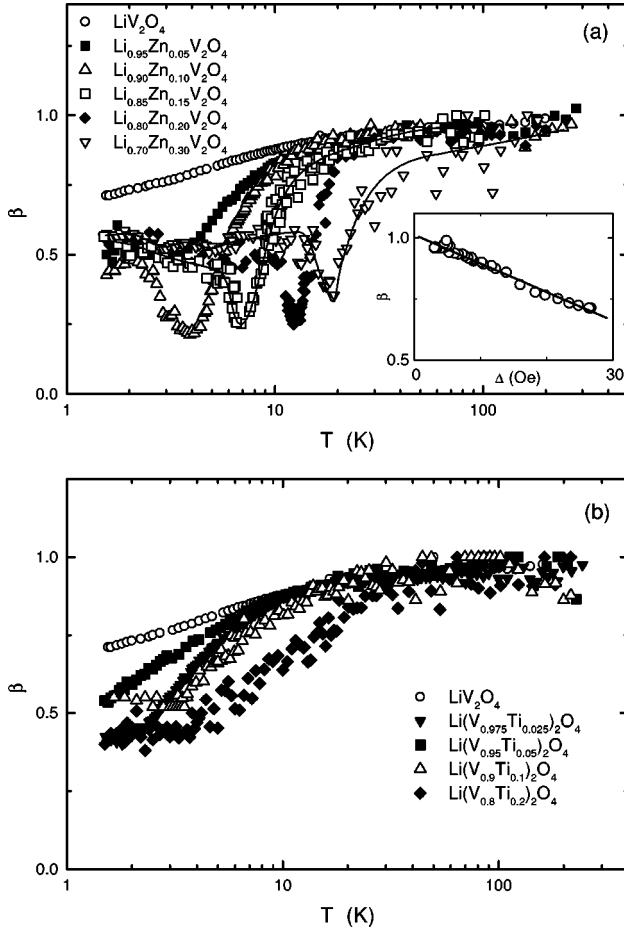 (a)
LiV₂O₄
Li₀.₉₅Zn₀.₀₅V₂O₄
Li₀.₉₀Zn₀.₁₀V₂O₄
Li₀.₈₅Zn₀.₁₅V₂O₄
Li₀.₈₀Zn₀.₂₀V₂O₄
Li₀.₇₀Zn₀.₃₀V₂O₄
1.0
0.5
0.0
β
1.0
0.5
β
0
30
Δ (Oe)
1
10
100
T (K)
(b)
1.0
0.5
0.0
β
LiV₂O₄
Li(V₀.₉₇₅Ti₀.₀₂₅)₂O₄
Li(V₀.₉₅Ti₀.₀₅)₂O₄
Li(V₀.₉Ti₀.₁)₂O₄
Li(V₀.₈Ti₀.₂)₂O₄
1
10
100
T (K)